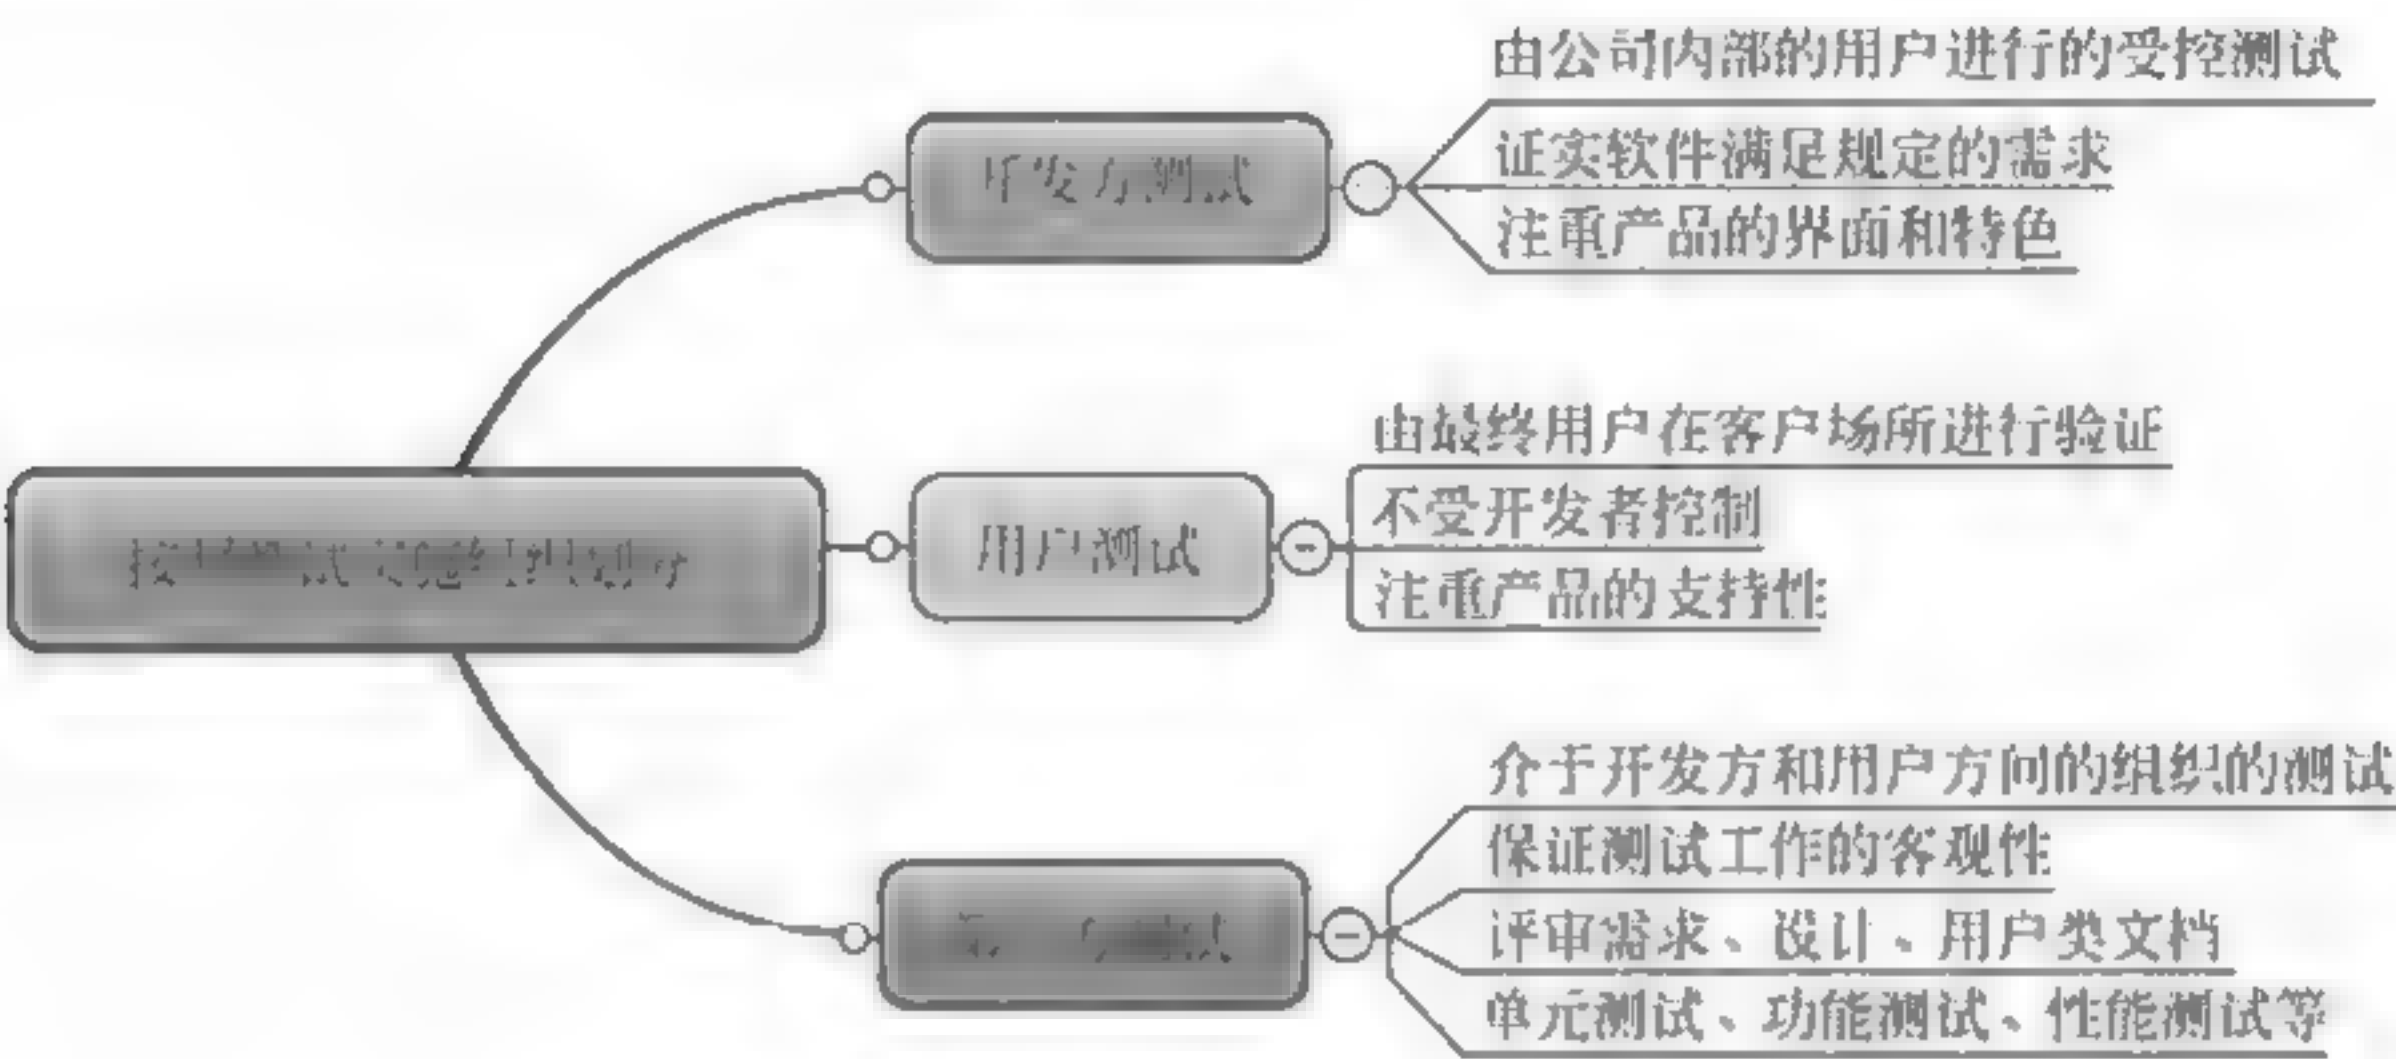 由公司内部的用户进行的受控测试
开发方测试
证实软件满足规定的需求
注重产品的界面和特色
由最终用户在客户场所进行验证
用户测试
不受开发者控制
注重产品的支持性
介于开发方和用户方间的组织的测试
保证测试工作的客观性
评审需求、设计、用户类文档
单元测试、功能测试、性能测试等